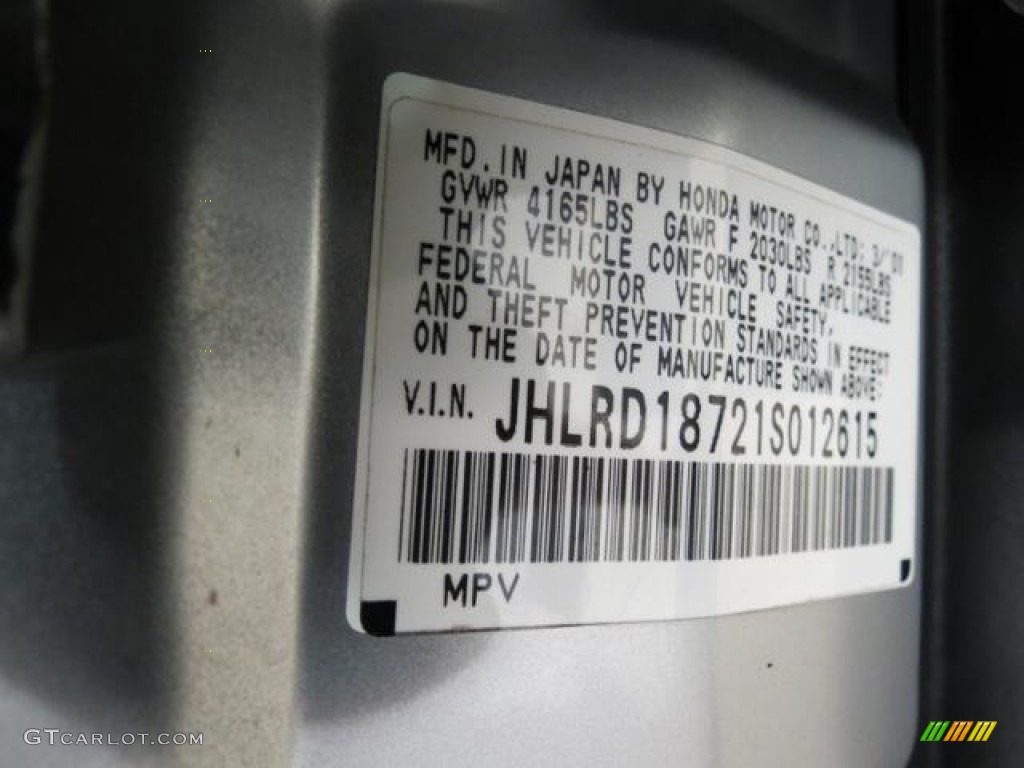 MFD. IN JAPAN BY HONDA MOTOR CO.,LTD: 3/'01
GVWR 4165LBS GAWR F 2030LBS R 2155LBS
THIS VEHICLE CONFORMS TO ALL APPLICABLE
FEDERAL MOTOR VEHICLE SAFETY,
AND THEFT PREVENTION STANDARDS IN EFFECT
ON THE DATE OF MANUFACTURE SHOWN ABOVE:
V.I.N. JHLRD18721S012615
MPV
GTCARLOT.COM